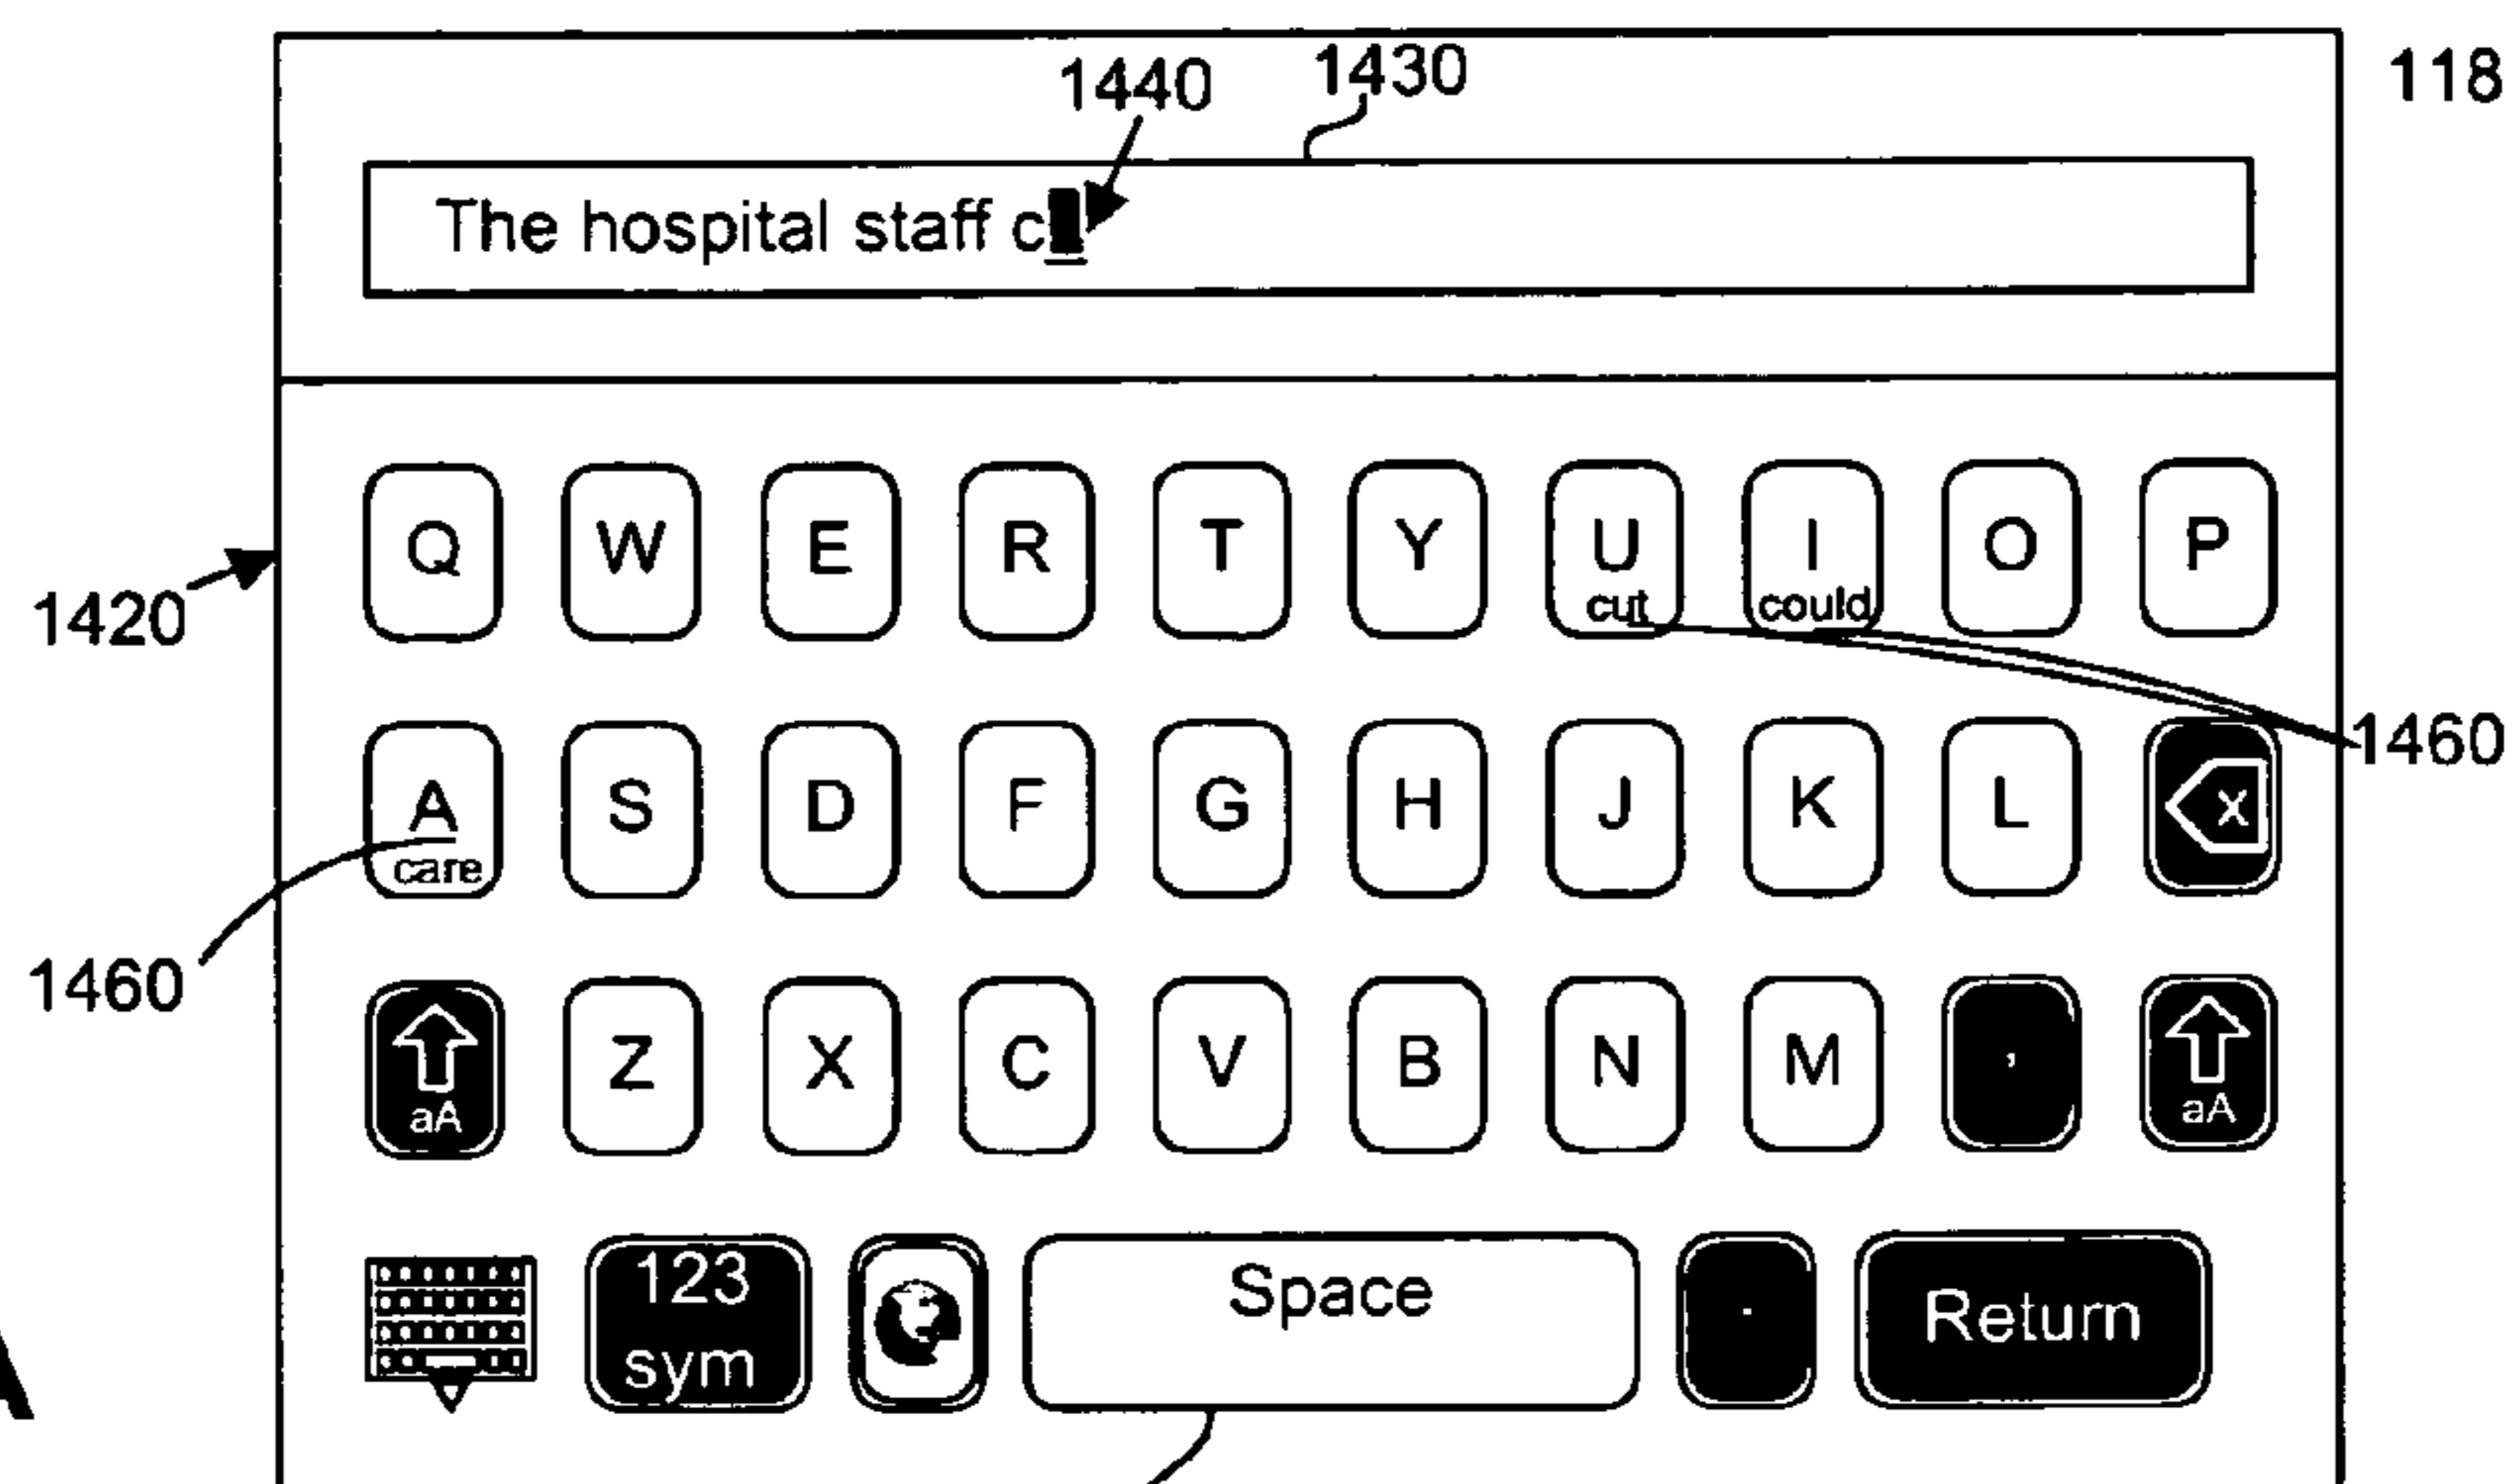 1440 1430 118
The hospital staff c
Q W E R T Y U I O P
cut could
1420
1460
A S D F G H J K L x
care
1460
aA Z X C V B N M , aA
123 sym Space . Return
A